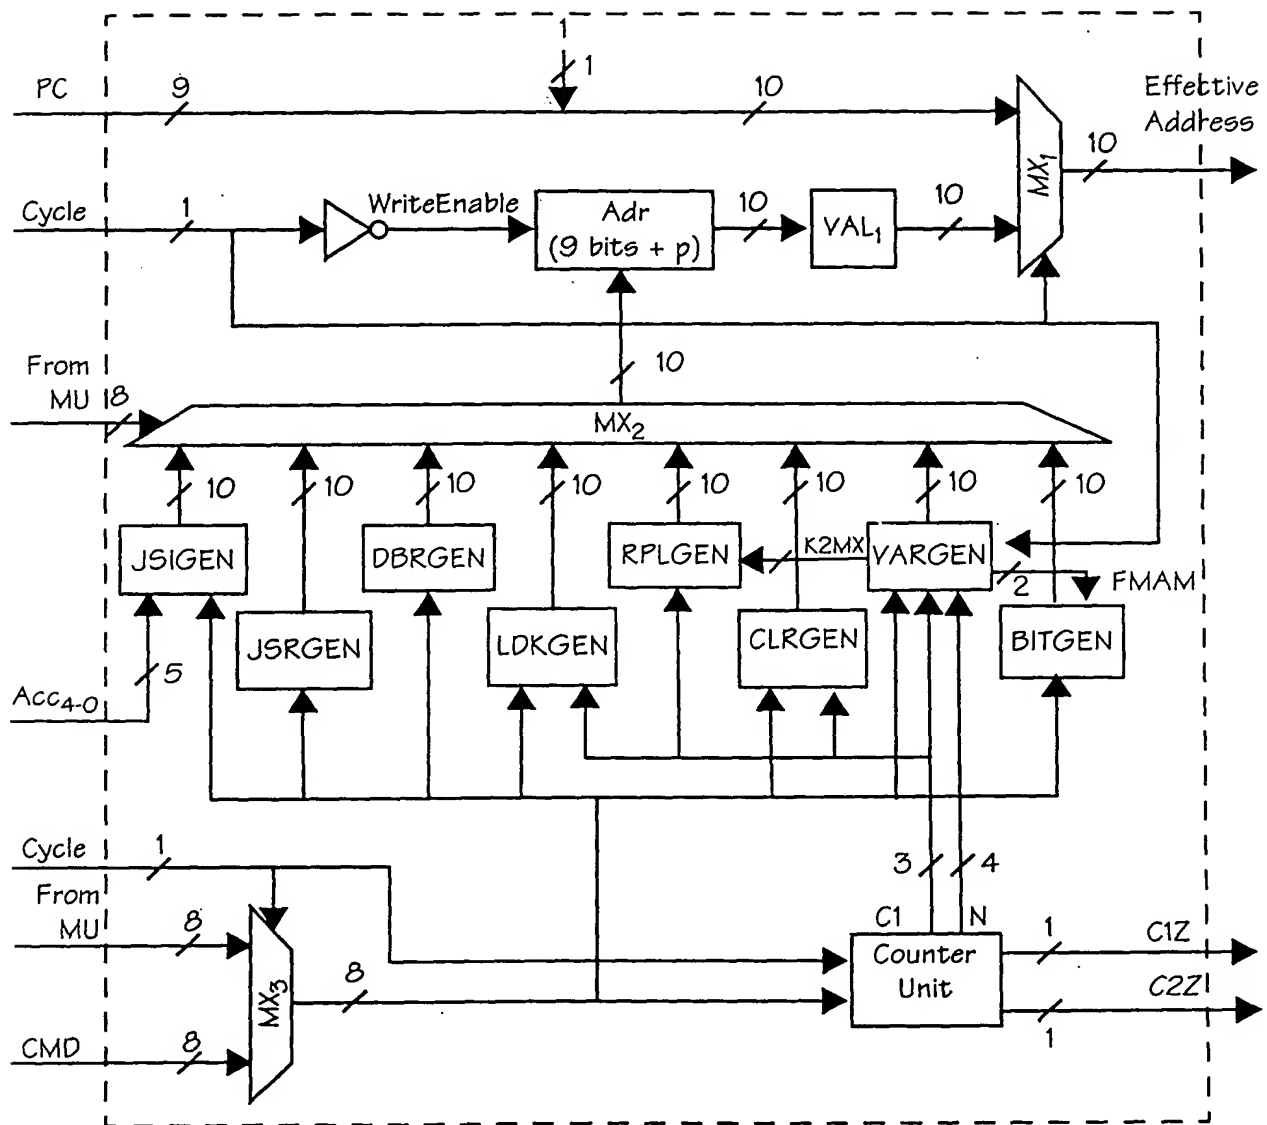 1
1
PC
9
10
Effective
Address
MX1
10
Cycle
1
WriteEnable
Adr
(9 bits + p)
10
VAL1
10
From
MU
8
10
MX2
10
10
10
10
10
10
10
10
JSIGEN
DBRGEN
RPLGEN
K2MX
VARGEN
2
FMAM
JSRGEN
LDKGEN
CLRGEN
BITGEN
Acc4-0
5
Cycle
1
3
4
From
MU
8
C1
N
MX3
8
Counter
Unit
1
C1Z
C2Z
1
CMD
8